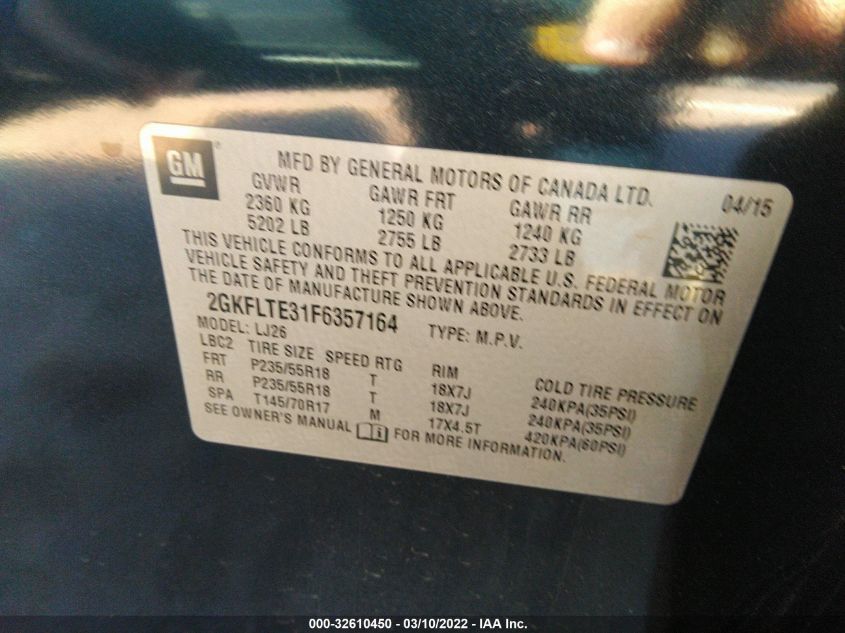 GM
MFD BY GENERAL MOTORS OF CANADA LTD.
04/15
GVWR GAWR FRT GAWR RR
2360 KG 1250 KG 1240 KG
5202 LB 2755 LB 2733 LB
THIS VEHICLE CONFORMS TO ALL APPLICABLE U.S. FEDERAL MOTOR
VEHICLE SAFETY AND THEFT PREVENTION STANDARDS IN EFFECT ON
THE DATE OF MANUFACTURE SHOWN ABOVE.
2GKFLTE31F6357164 TYPE: M.P.V.
MODEL: LJ26
LBC2 TIRE SIZE SPEED RTG RIM COLD TIRE PRESSURE
FRT P235/55R18 T 18X7J 240KPA(35PSI)
RR P235/55R18 T 18X7J 240KPA(35PSI)
SPA T145/70R17 M 17X4.5T 420KPA(60PSI)
SEE OWNER'S MANUAL FOR MORE INFORMATION.
000-32610450 - 03/10/2022 - IAA Inc.